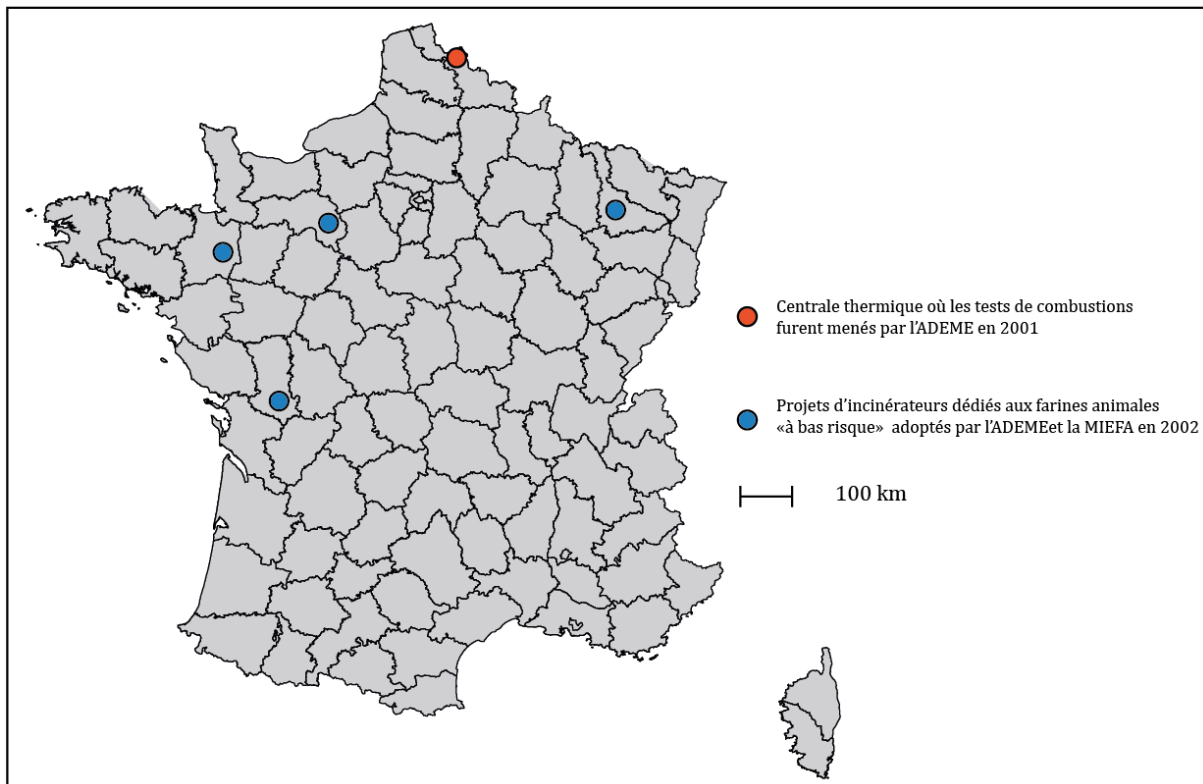 Centrale thermique où les tests de combustions
furent menés par l'ADEME en 2001
Projets d'incinérateurs dédiés aux farines animales
«à bas risque» adoptés par l'ADEMEet la MIEFA en 2002
100 km